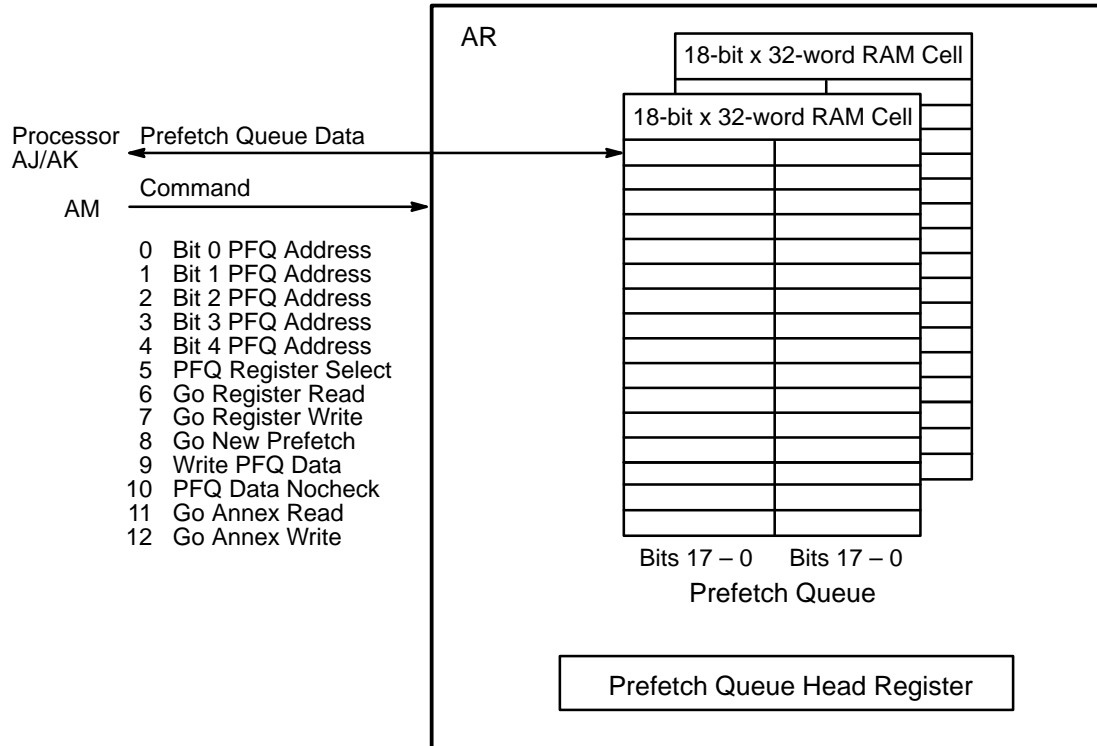 AR
18-bit x 32-word RAM Cell
18-bit x 32-word RAM Cell
Processor
AJ/AK
Prefetch Queue Data
Command
AM
0 Bit 0 PFQ Address
1 Bit 1 PFQ Address
2 Bit 2 PFQ Address
3 Bit 3 PFQ Address
4 Bit 4 PFQ Address
5 PFQ Register Select
6 Go Register Read
7 Go Register Write
8 Go New Prefetch
9 Write PFQ Data
10 PFQ Data Nocheck
11 Go Annex Read
12 Go Annex Write
Bits 17 – 0 Bits 17 – 0
Prefetch Queue
Prefetch Queue Head Register